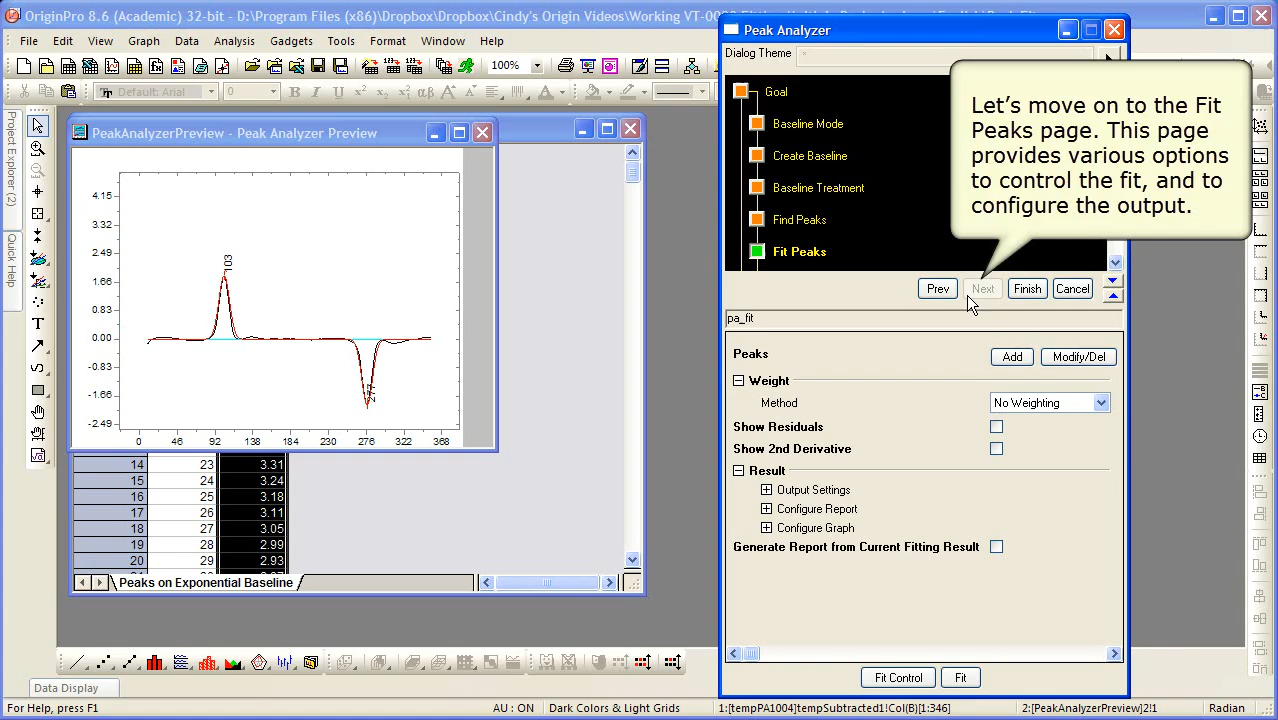 OriginPro 8.6 (Academic) 32-bit - D:\Program Files (x86)\Dropbox\Dropbox\Cindy's Origin Videos\Working VT-00
File Edit View Graph Data Analysis Gadgets Tools Format Window Help
100%
Default: Arial 0
Project Explorer (2)
Quick Help
PeakAnalyzerPreview - Peak Analyzer Preview
4.15
3.32
2.49
1.66
0.83
0.00
-0.83
-1.66
-2.49
103
277
0 46 92 138 184 230 276 322 368
14 23 3.31
15 24 3.24
16 25 3.18
17 26 3.11
18 27 3.05
19 28 2.99
20 29 2.93
Peaks on Exponential Baseline
Peak Analyzer
Dialog Theme
Goal
Baseline Mode
Create Baseline
Baseline Treatment
Find Peaks
Fit Peaks
Let's move on to the Fit
Peaks page. This page
provides various options
to control the fit, and to
configure the output.
Prev Next Finish Cancel
pa_fit
Peaks Add Modify/Del
Weight
Method No Weighting
Show Residuals
Show 2nd Derivative
Result
Output Settings
Configure Report
Configure Graph
Generate Report from Current Fitting Result
Fit Control Fit
Data Display
For Help, press F1 AU : ON Dark Colors & Light Grids 1:[tempPA1004]tempSubtracted1!Col(B)[1:346] 2:[PeakAnalyzerPreview]2!1 Radian